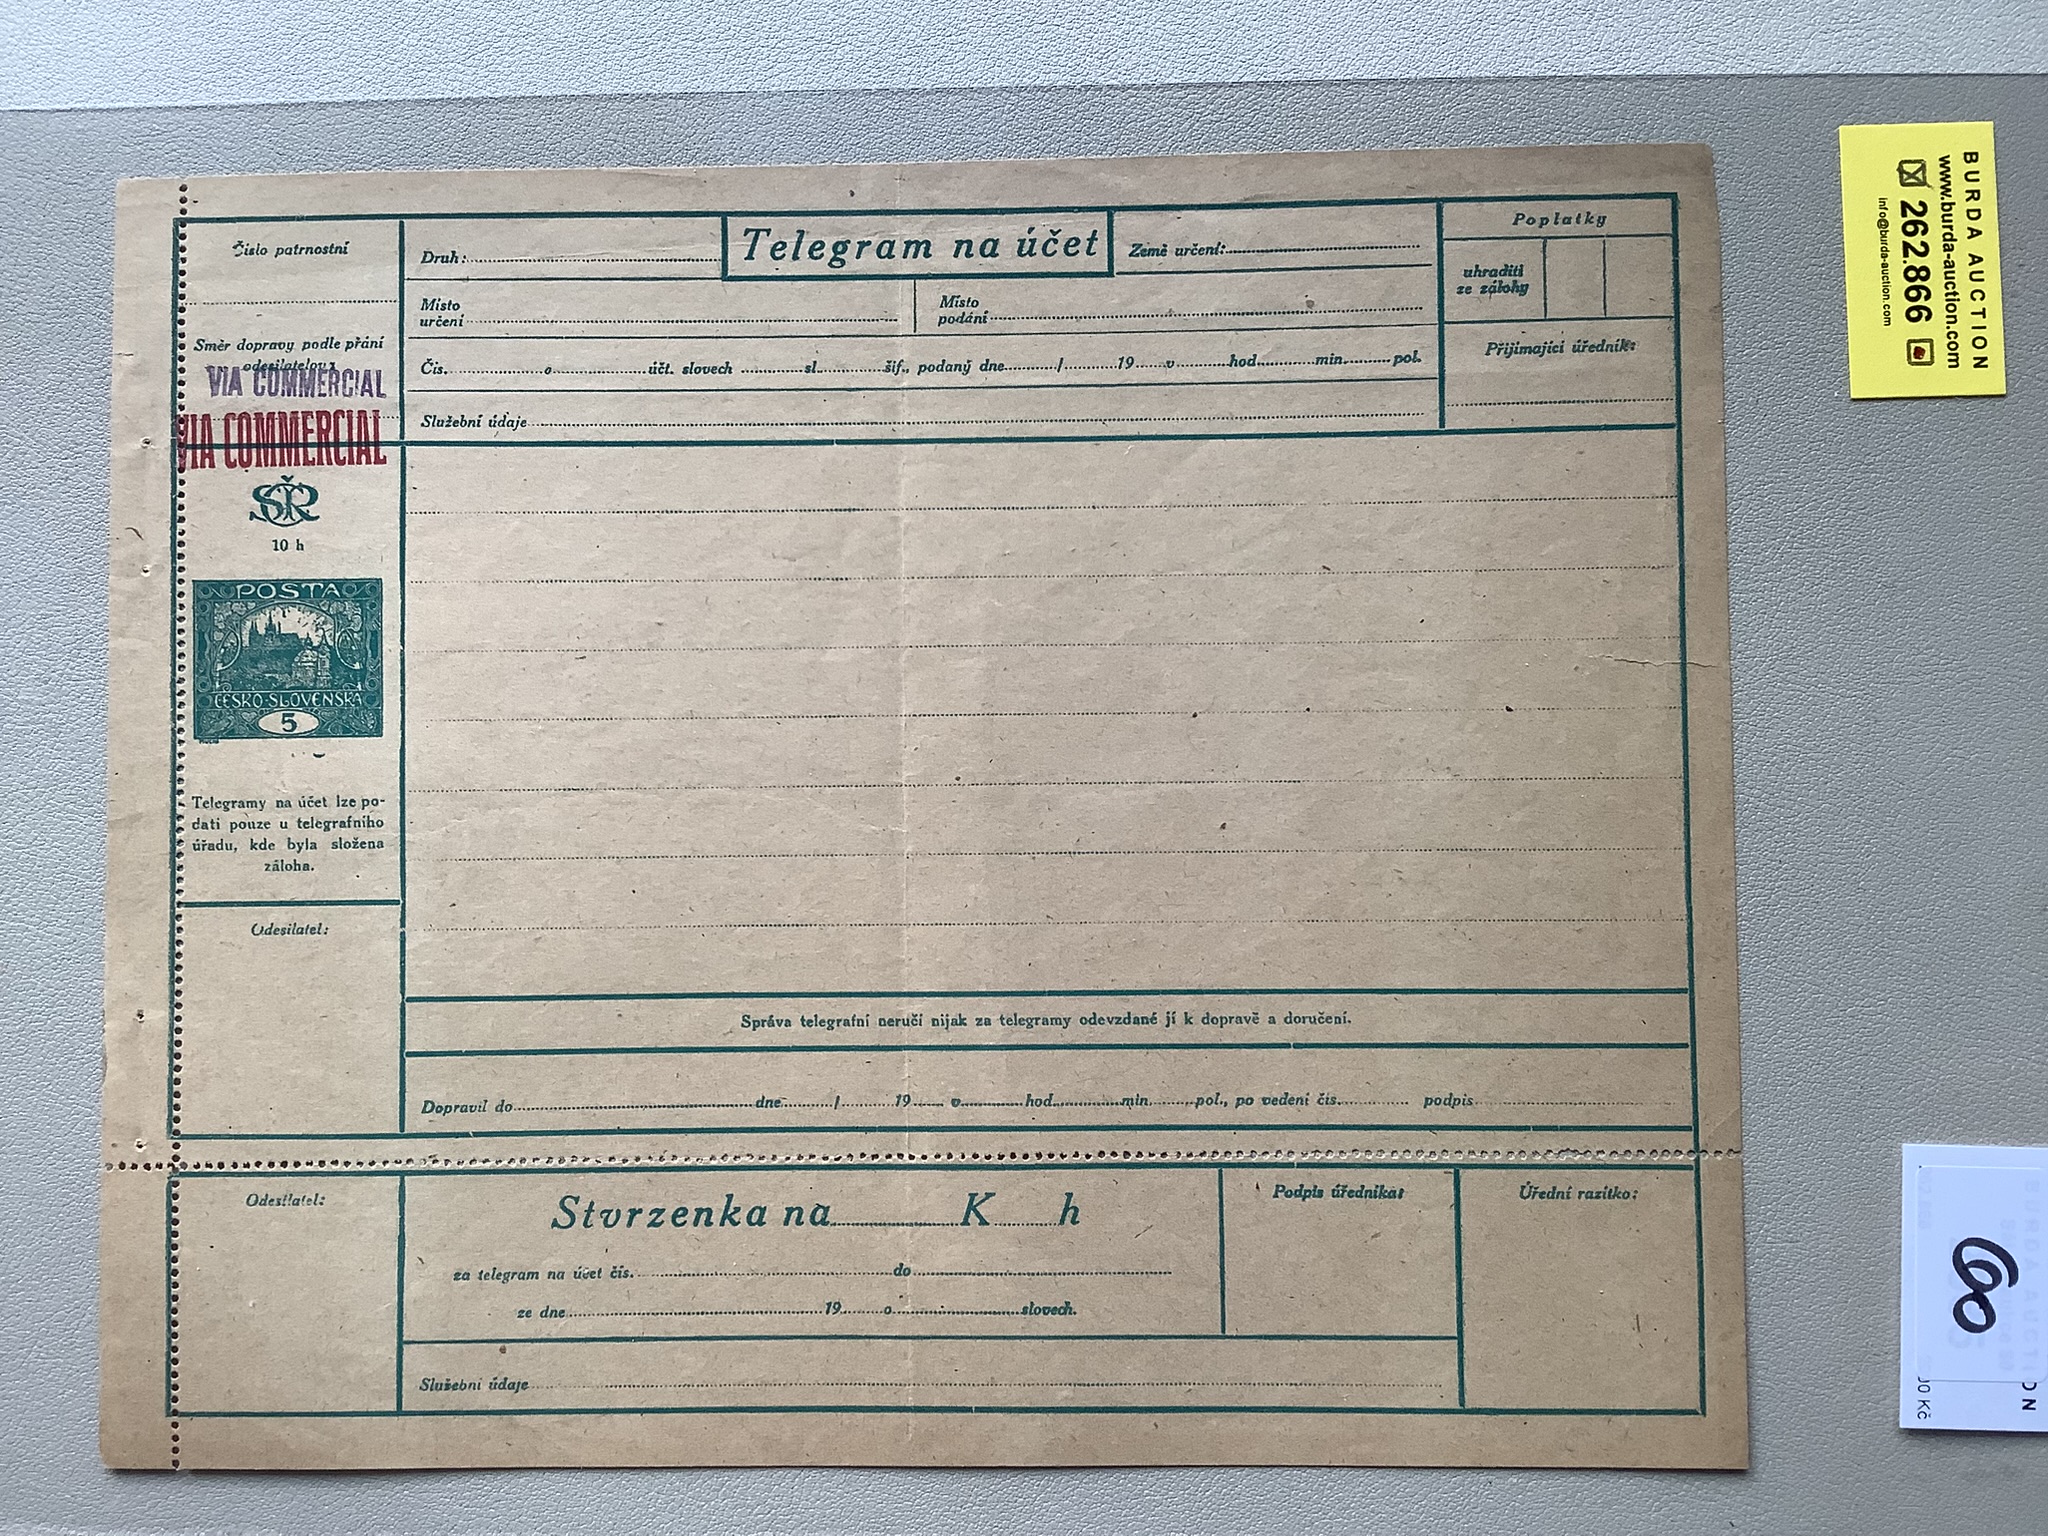 Číslo patrnostní
Směr dopravy podle přání
odesilatelovа
VIA COMMERCIAL
VIA COMMERCIAL
ČSR
10 h
POSTA
ČESKO-SLOVENSKÁ
5
Telegramy na účet lze po-
dati pouze u telegrafního
úřadu, kde byla složena
záloha.
Odesilatel:
Druh:
Telegram na účet
Země určení:
Místo
určení
Místo
podání
Čís. o účt. slovech sl. šif., podaný dne / 19 v hod. min. pol.
Služební údaje
Poplatky
uhraditi
ze zálohy
Přijímající úředník:
Správa telegrafní neručí nijak za telegramy odevzdané jí k dopravě a doručení.
Dopravil do dne / 19 v hod. min. pol., po vedení čís. podpis
Odesilatel:
Stvrzenka na K h
za telegram na účet čís. do
ze dne 19 o slovech.
Služební údaje
Podpis úředníka:
Úřední razítko:
BURDA AUCTION
www.burda-auction.com
262.866
info@burda-auction.com
60